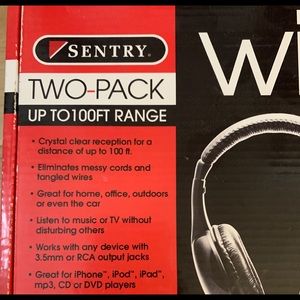 SENTRY®
Wi
TWO-PACK
UP TO100FT RANGE
• Crystal clear reception for a
distance of up to 100 ft.
• Eliminates messy cords and
tangled wires
• Great for home, office, outdoors
or even the car
• Listen to music or TV without
disturbing others
• Works with any device with
3.5mm or RCA output jacks
• Great for iPhone™, iPod™, iPad™,
mp3, CD or DVD players